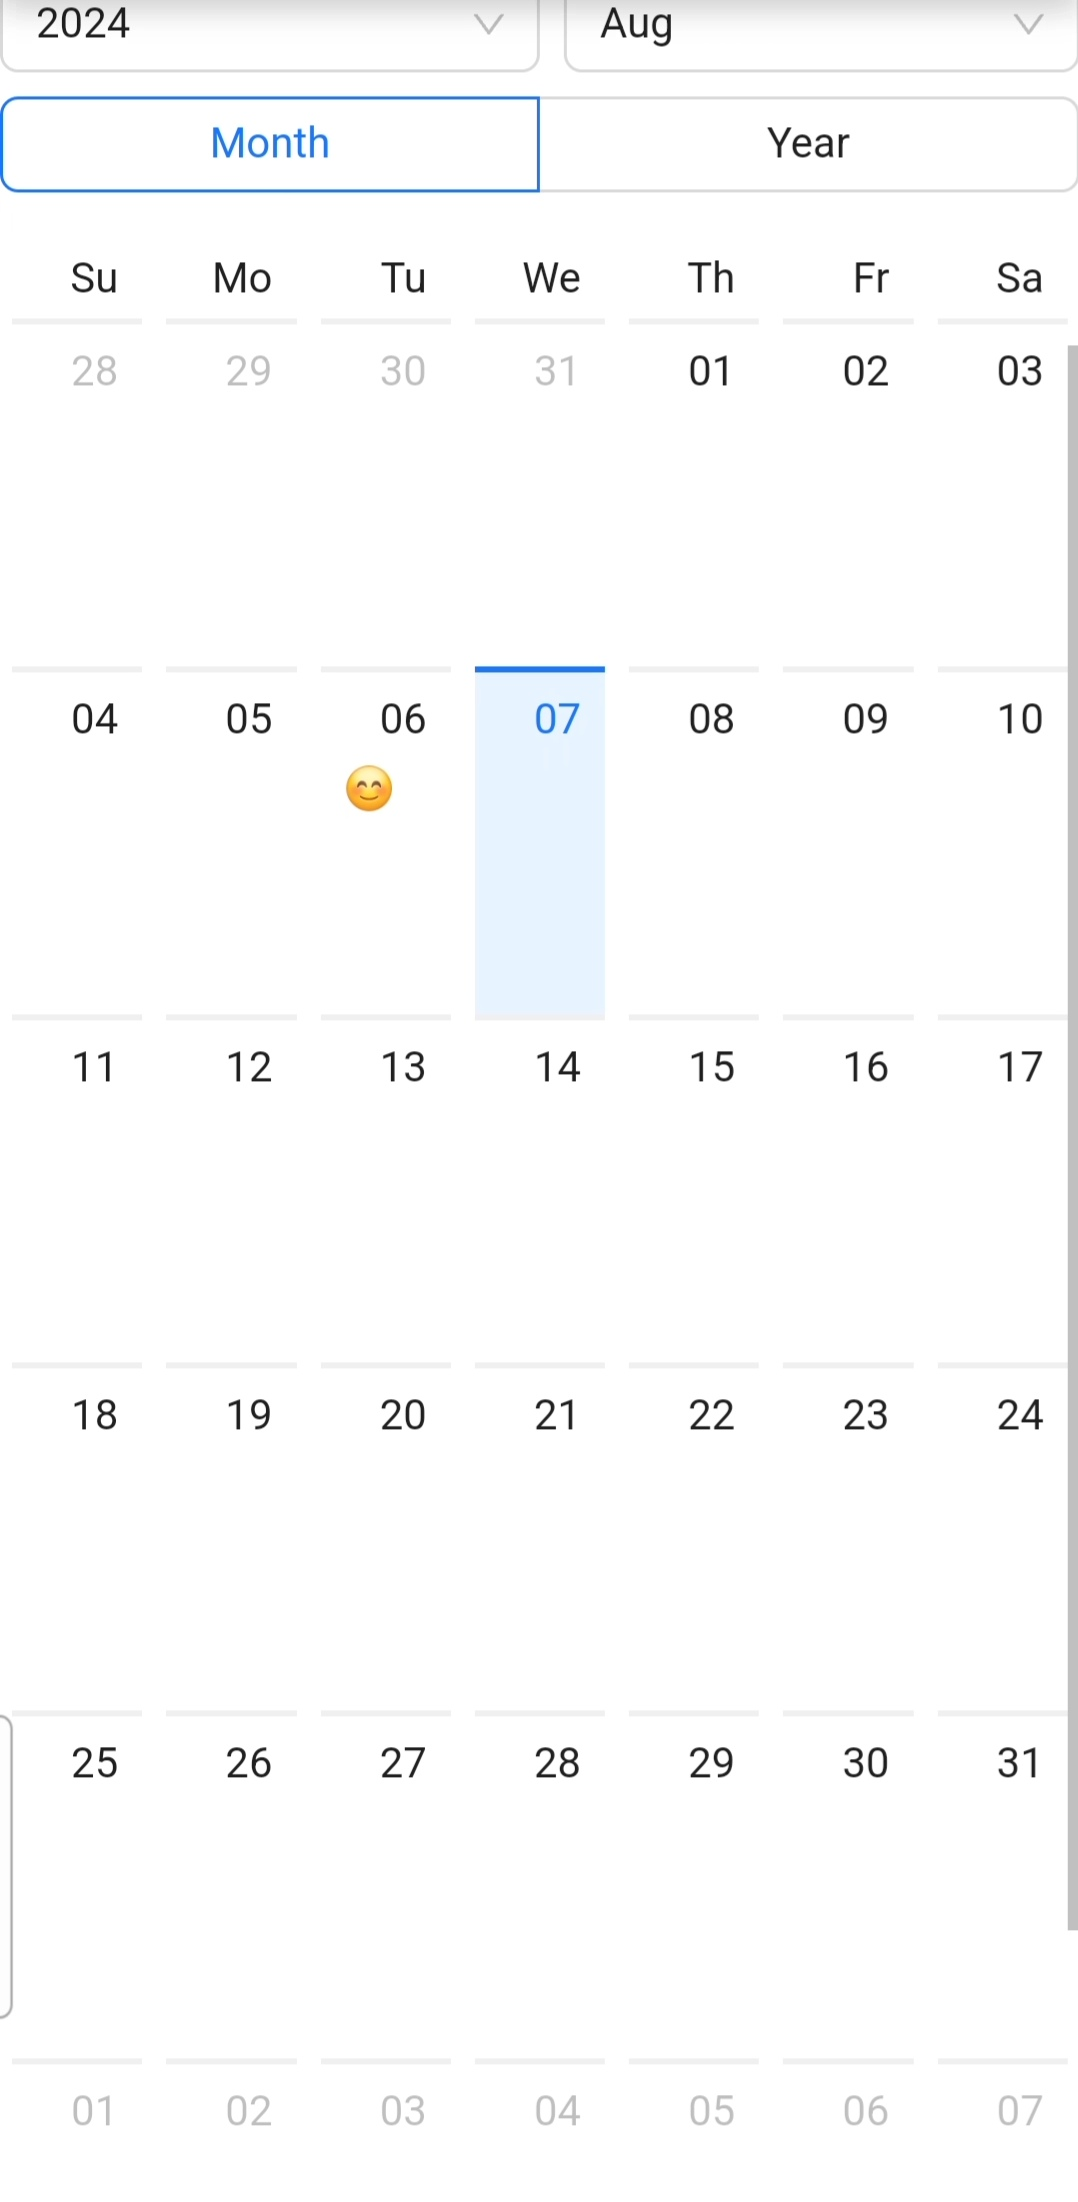 2024 Aug
Month Year
Su Mo Tu We Th Fr Sa
28 29 30 31 01 02 03
04 05 06 07 08 09 10
😊
11 12 13 14 15 16 17
18 19 20 21 22 23 24
25 26 27 28 29 30 31
01 02 03 04 05 06 07